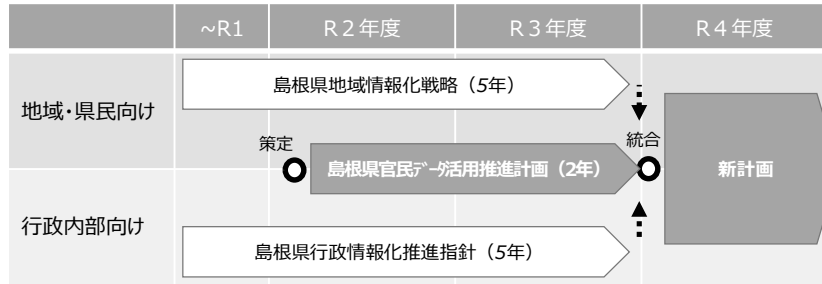 ~R1
R2年度
R3年度
R4年度
地域･県民向け
島根県地域情報化戦略（5年）
策定
統合
島根県官民ﾃﾞｰﾀ活用推進計画（2年）
新計画
行政内部向け
島根県行政情報化推進指針（5年）